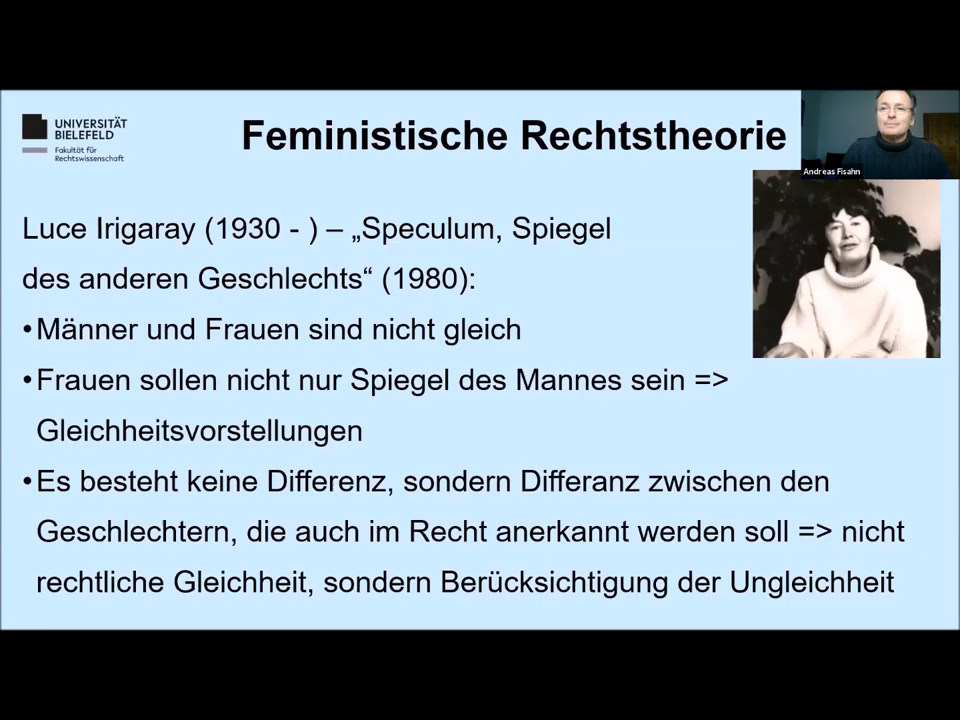 UNIVERSITÄT
BIELEFELD
Fakultät für
Rechtswissenschaft
Feministische Rechtstheorie
Andreas Fisahn
Luce Irigaray (1930 - ) – „Speculum, Spiegel
des anderen Geschlechts“ (1980):
•Männer und Frauen sind nicht gleich
•Frauen sollen nicht nur Spiegel des Mannes sein =>
Gleichheitsvorstellungen
•Es besteht keine Differenz, sondern Differanz zwischen den
Geschlechtern, die auch im Recht anerkannt werden soll => nicht
rechtliche Gleichheit, sondern Berücksichtigung der Ungleichheit